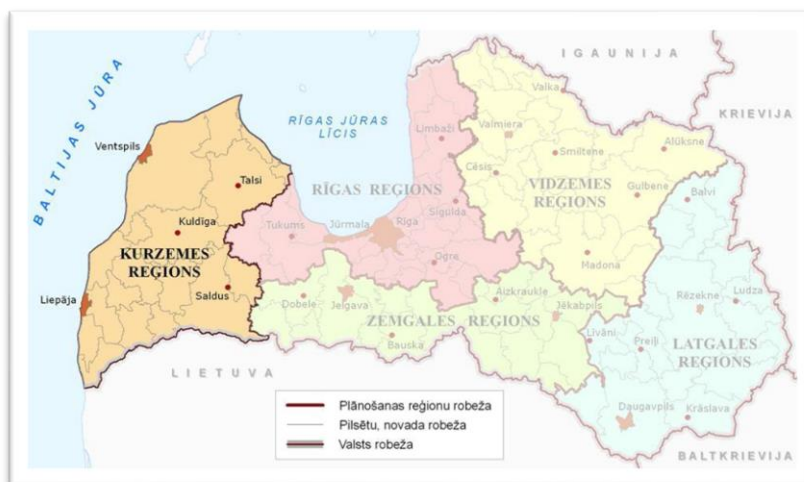 IGAUNIJA
BALTIJAS JŪRA
RĪGAS JŪRAS
LĪCIS
KRIEVIJA
Valka
Limbaži
Valmiera
Alūksne
Ventspils
Smiltene
Cēsis
Talsi
RĪGAS REGIONS
VIDZEMES
REGIONS
Gulbene
Balvi
Sigulda
Kuldīga
Tukums
Jūrmala
Rīga
KURZEMES
REGIONS
Ogre
Madona
Liepāja
Saldus
Dobele
Jelgava
Aizkraukle
Jēkabpils
Rēzekne
Ludza
ZEMGALES REGIONS
Bauska
Līvāni
Preiļi
LATGALES
REGIONS
LIETUVA
Daugavpils
Krāslava
BALTKRIEVIJA
Plānošanas reģionu robeža
Pilsētu, novada robeža
Valsts robeža